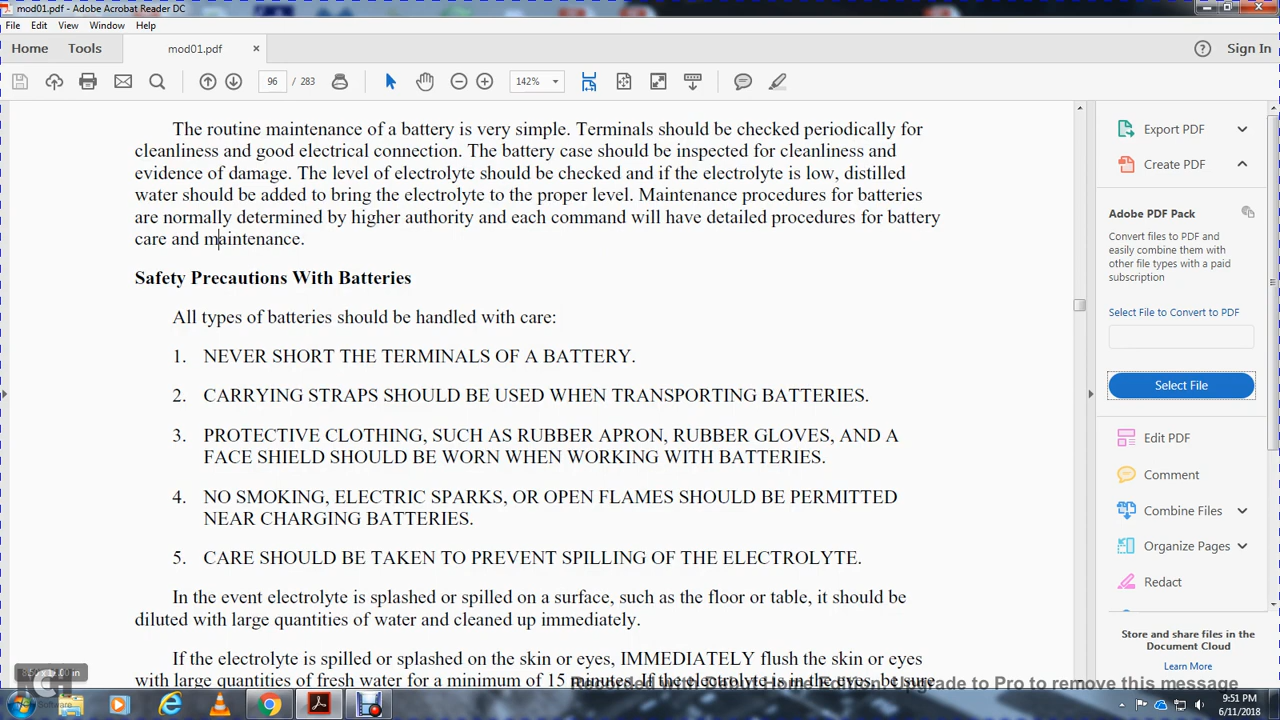 mod01.pdf - Adobe Acrobat Reader DC
File Edit View Window Help
Home Tools mod01.pdf × Sign In
96 / 283 142%
The routine maintenance of a battery is very simple. Terminals should be checked periodically for
cleanliness and good electrical connection. The battery case should be inspected for cleanliness and
evidence of damage. The level of electrolyte should be checked and if the electrolyte is low, distilled
water should be added to bring the electrolyte to the proper level. Maintenance procedures for batteries
are normally determined by higher authority and each command will have detailed procedures for battery
care and maintenance.
Safety Precautions With Batteries
All types of batteries should be handled with care:
1. NEVER SHORT THE TERMINALS OF A BATTERY.
2. CARRYING STRAPS SHOULD BE USED WHEN TRANSPORTING BATTERIES.
3. PROTECTIVE CLOTHING, SUCH AS RUBBER APRON, RUBBER GLOVES, AND A
FACE SHIELD SHOULD BE WORN WHEN WORKING WITH BATTERIES.
4. NO SMOKING, ELECTRIC SPARKS, OR OPEN FLAMES SHOULD BE PERMITTED
NEAR CHARGING BATTERIES.
5. CARE SHOULD BE TAKEN TO PREVENT SPILLING OF THE ELECTROLYTE.
In the event electrolyte is splashed or spilled on a surface, such as the floor or table, it should be
diluted with large quantities of water and cleaned up immediately.
If the electrolyte is spilled or splashed on the skin or eyes, IMMEDIATELY flush the skin or eyes
with large quantities of fresh water for a minimum of 15 minutes. If the electrolyte is in the eyes, be sure
Export PDF
Create PDF
Adobe PDF Pack
Convert files to PDF and
easily combine them with
other file types with a paid
subscription
Select File to Convert to PDF
Select File
Edit PDF
Comment
Combine Files
Organize Pages
Redact
Store and share files in the
Document Cloud
Learn More
Upgrade to Pro to remove this message
Software
9:51 PM
6/11/2018